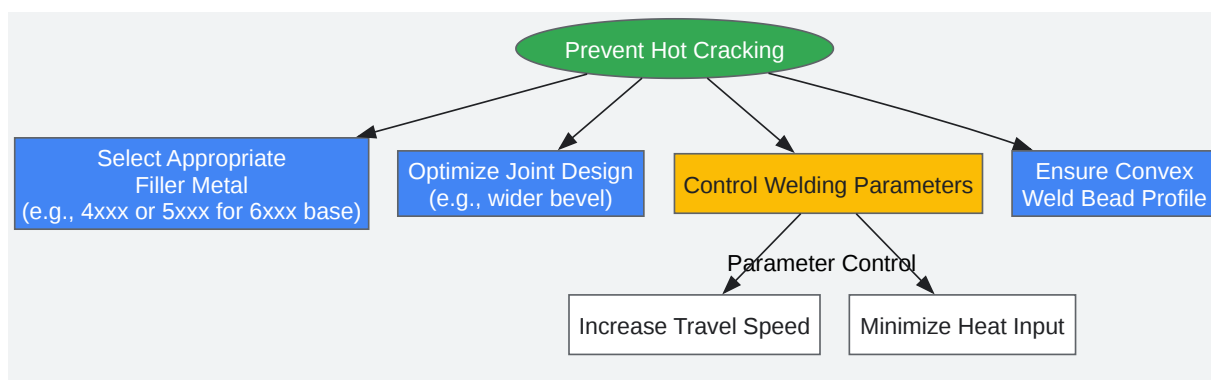 Prevent Hot Cracking
Select Appropriate
Filler Metal
(e.g., 4xxx or 5xxx for 6xxx base)
Optimize Joint Design
(e.g., wider bevel)
Control Welding Parameters
Ensure Convex
Weld Bead Profile
Parameter Control
Increase Travel Speed
Minimize Heat Input